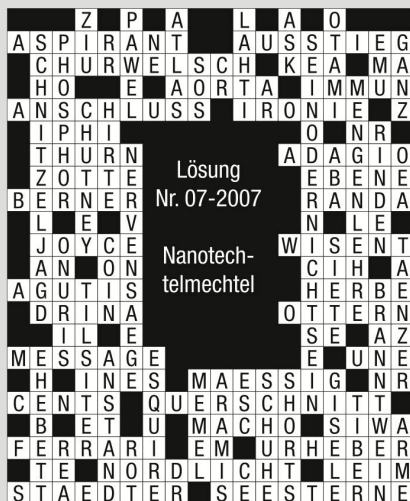 Z P A L A O
ASPIRANT AUSSTIEG
CHURWELSCH KEA MA
HO E AORTA IMMUN
ANSCHLUSS IRONIE Z
IPHI O NR
THURN ADAGIO
ZOTTE EBENE
BERNER RANDA
L E V N LE
JOYCE WISENT
AN ON CIH A
AGUTIS HERBE
DRINA OTTERN
IL E SE AZ
MESSAGE E UNE
H INES MAESSIG NR
CENTS QUERSCHNITT
B ET U MACHO SIWA
FERRARI EM URHEBER
TE NORDLICHT LEIM
STAEDTER SEESTERNE
Lösung
Nr. 07-2007
Nanotech-
telmechtel